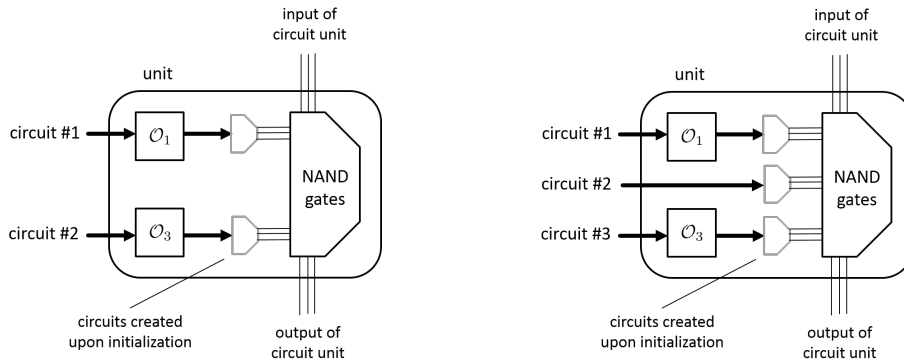 input of
circuit unit
unit
circuit #1
O₁
NAND
gates
circuit #2
O₃
circuits created
upon initialization
output of
circuit unit
input of
circuit unit
unit
circuit #1
O₁
NAND
gates
circuit #2
circuit #3
O₃
circuits created
upon initialization
output of
circuit unit